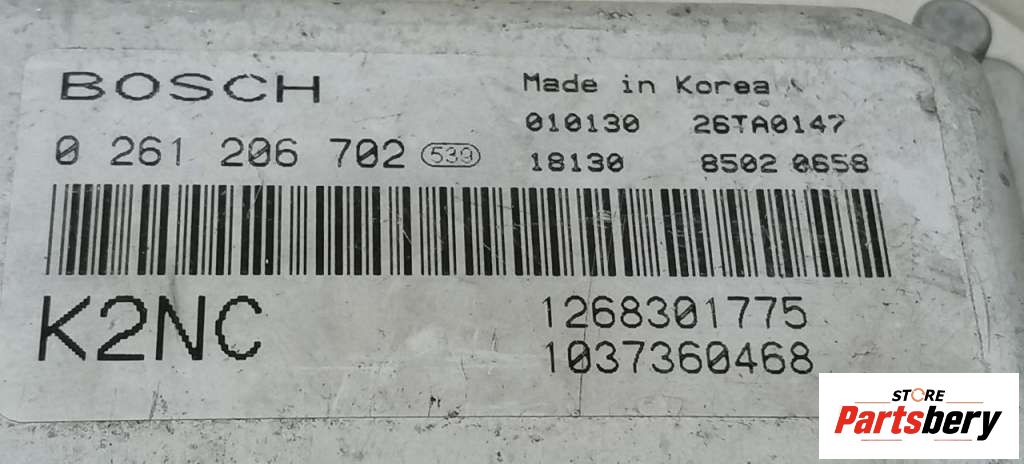 BOSCH
Made in Korea
010130 26TA0147
0 261 206 702 539
18130 8502 0658
K2NC
1268301775
1037360468
STORE
Partsbery